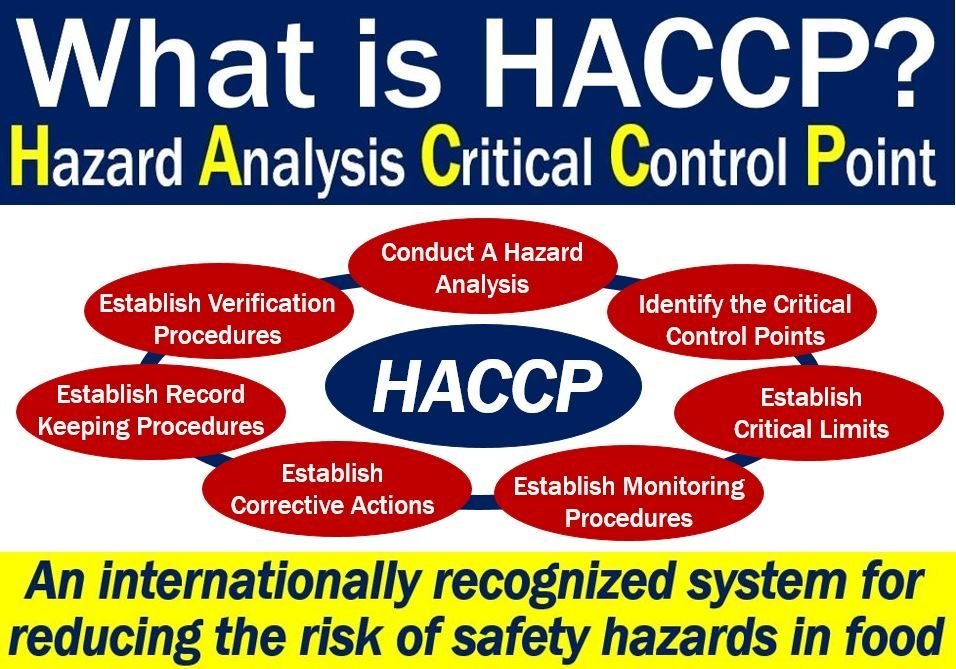 What is HACCP?
Hazard Analysis Critical Control Point
Conduct A Hazard
Analysis
Identify the Critical
Control Points
Establish
Critical Limits
Establish Monitoring
Procedures
Establish
Corrective Actions
Establish Record
Keeping Procedures
Establish Verification
Procedures
HACCP
An internationally recognized system for
reducing the risk of safety hazards in food